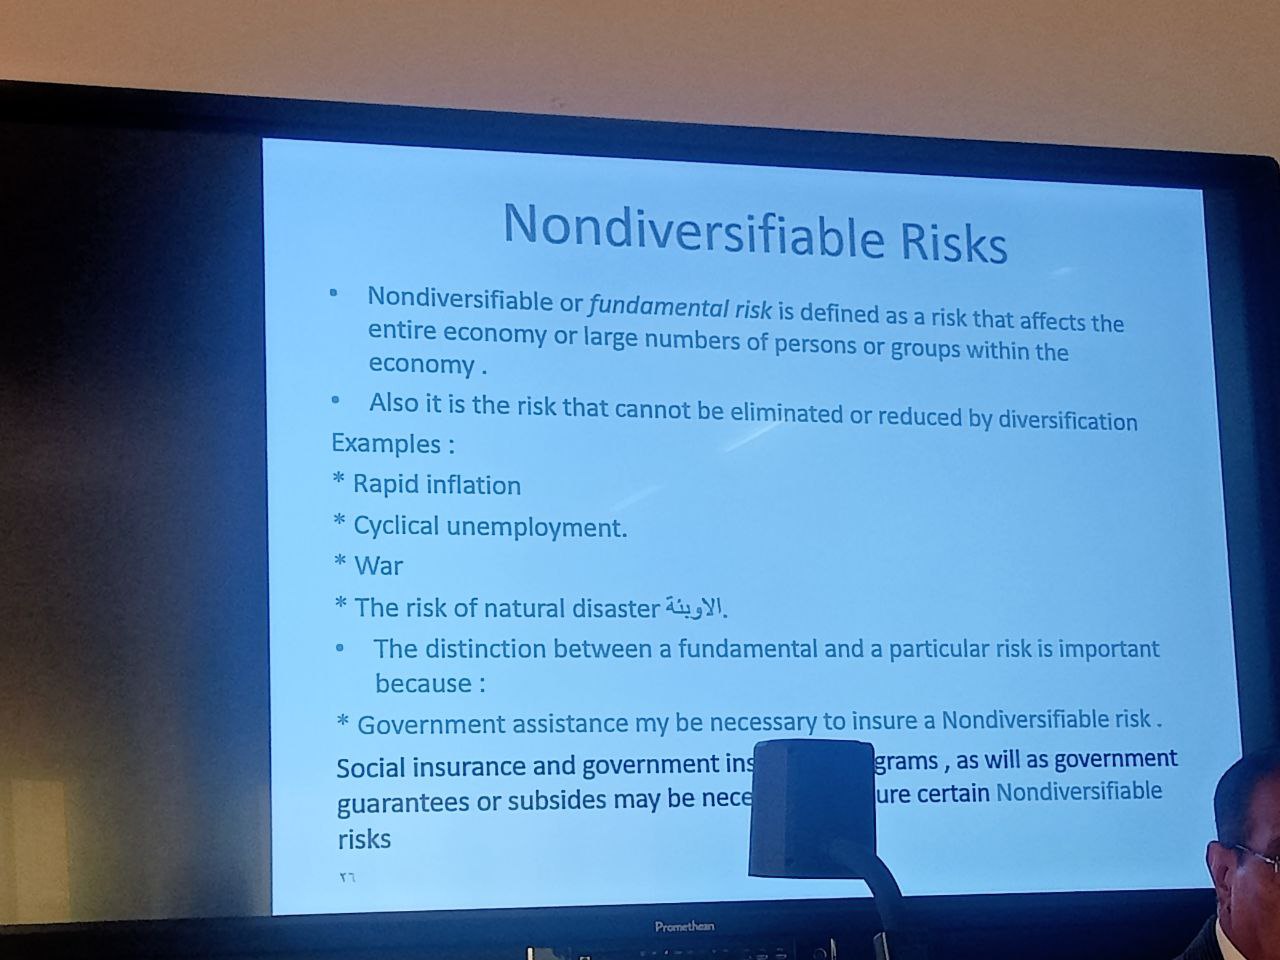 Nondiversifiable Risks
• Nondiversifiable or fundamental risk is defined as a risk that affects the
entire economy or large numbers of persons or groups within the
economy .
• Also it is the risk that cannot be eliminated or reduced by diversification
Examples :
* Rapid inflation
* Cyclical unemployment.
* War
* The risk of natural disaster الاوبئة.
• The distinction between a fundamental and a particular risk is important
because :
* Government assistance my be necessary to insure a Nondiversifiable risk .
Social insurance and government ins grams , as will as government
guarantees or subsides may be nece ure certain Nondiversifiable
risks
٢٦
Promethean